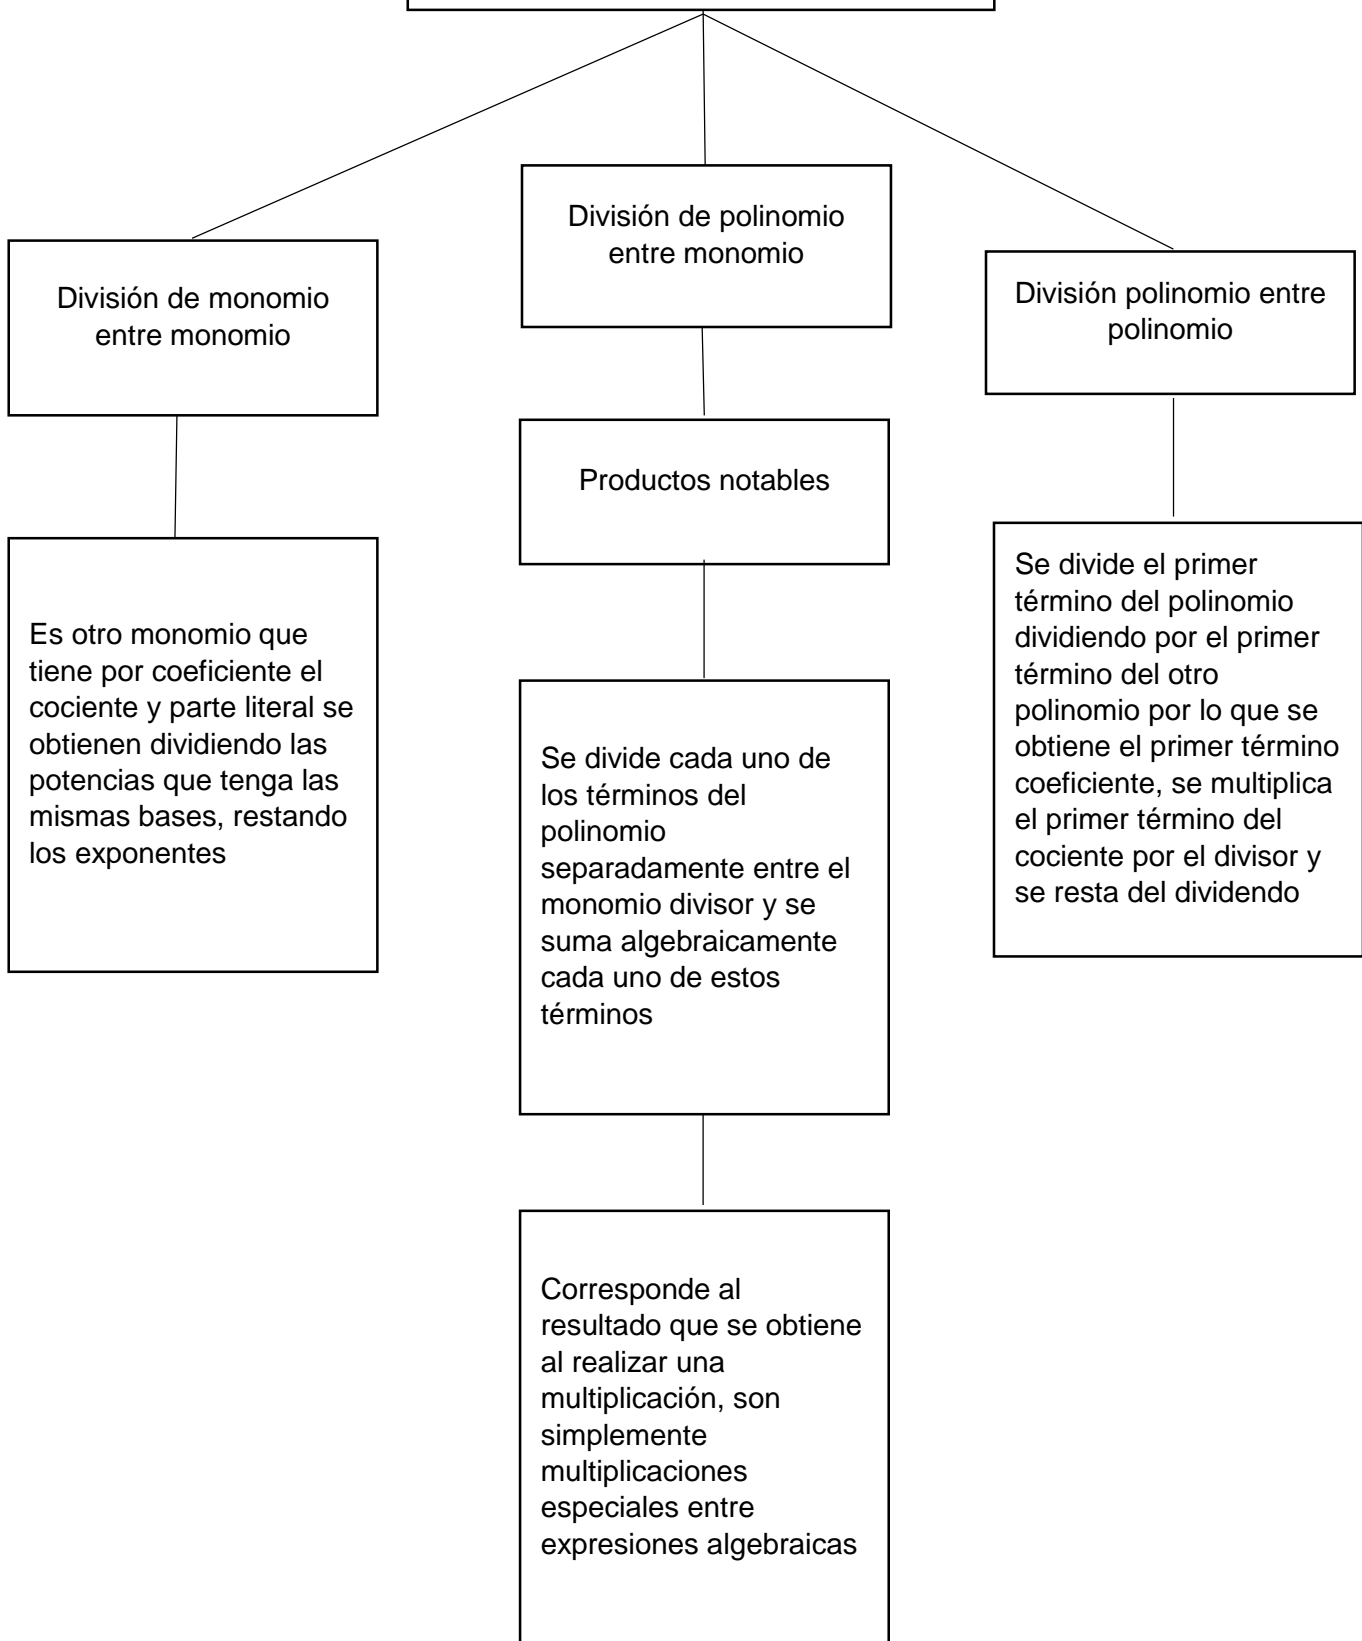 División de polinomio
entre monomio
División de monomio
entre monomio
División polinomio entre
polinomio
Productos notables
Es otro monomio que
tiene por coeficiente el
cociente y parte literal se
obtienen dividiendo las
potencias que tenga las
mismas bases, restando
los exponentes
Se divide cada uno de
los términos del
polinomio
separadamente entre el
monomio divisor y se
suma algebraicamente
cada uno de estos
términos
Se divide el primer
término del polinomio
dividiendo por el primer
término del otro
polinomio por lo que se
obtiene el primer término
coeficiente, se multiplica
el primer término del
cociente por el divisor y
se resta del dividendo
Corresponde al
resultado que se obtiene
al realizar una
multiplicación, son
simplemente
multiplicaciones
especiales entre
expresiones algebraicas